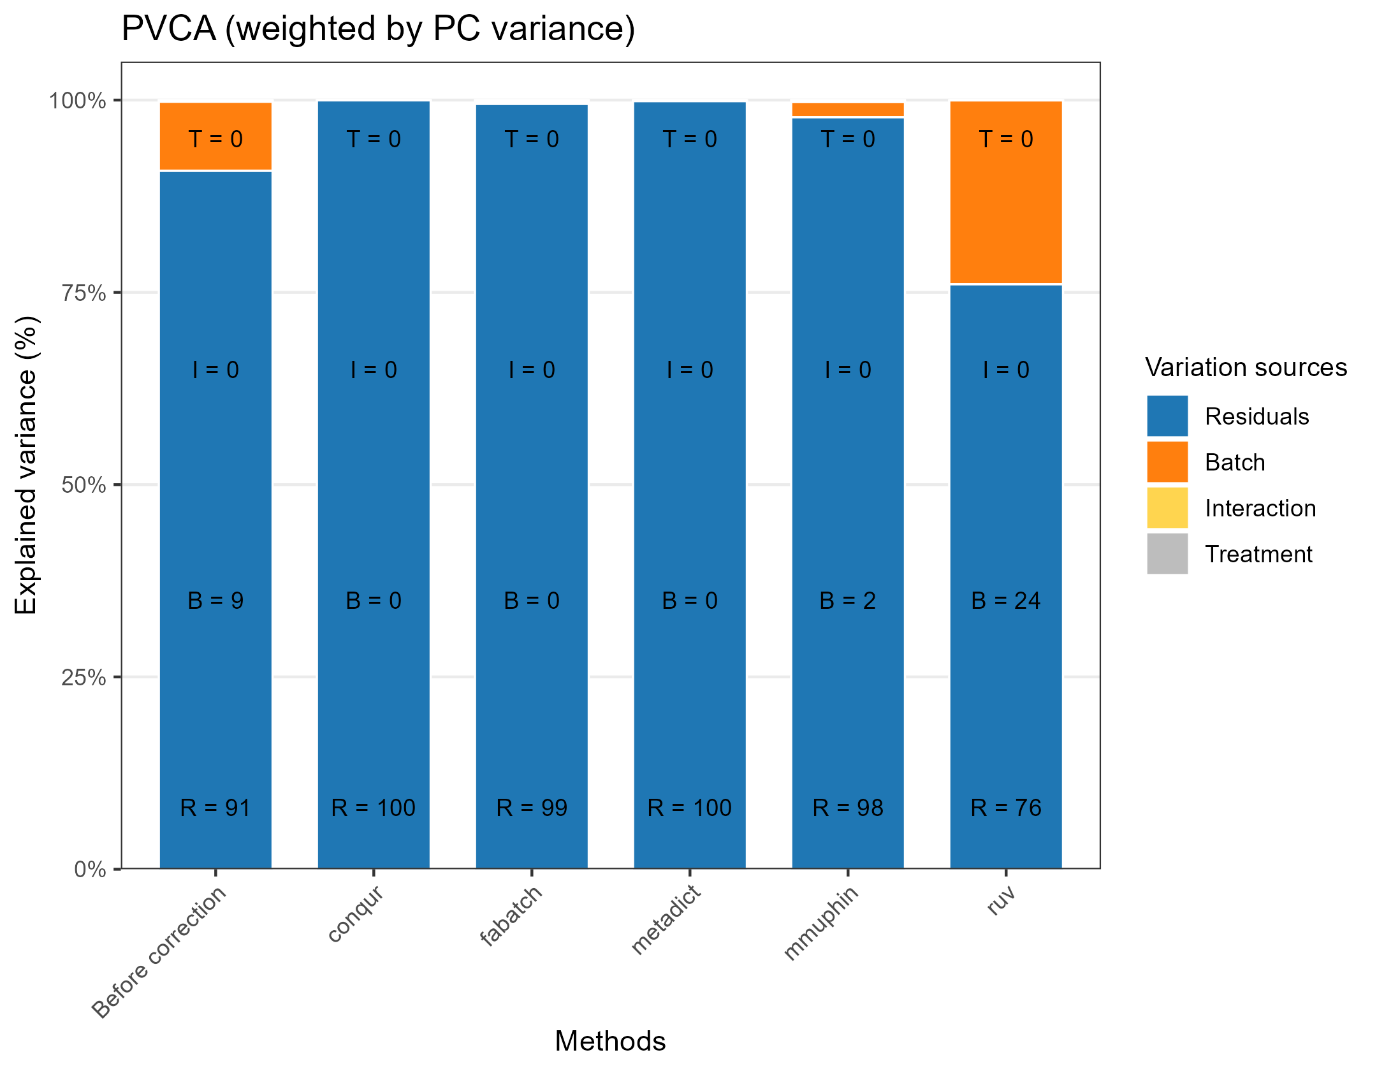 PVCA (weighted by PC variance)
Explained variance (%)
100%
75%
50%
25%
0%
T = 0
T = 0
T = 0
T = 0
T = 0
T = 0
I = 0
I = 0
I = 0
I = 0
I = 0
I = 0
B = 9
B = 0
B = 0
B = 0
B = 2
B = 24
R = 91
R = 100
R = 99
R = 100
R = 98
R = 76
Before correction
conqur
fabatch
metadict
mmuphin
ruv
Methods
Variation sources
Residuals
Batch
Interaction
Treatment